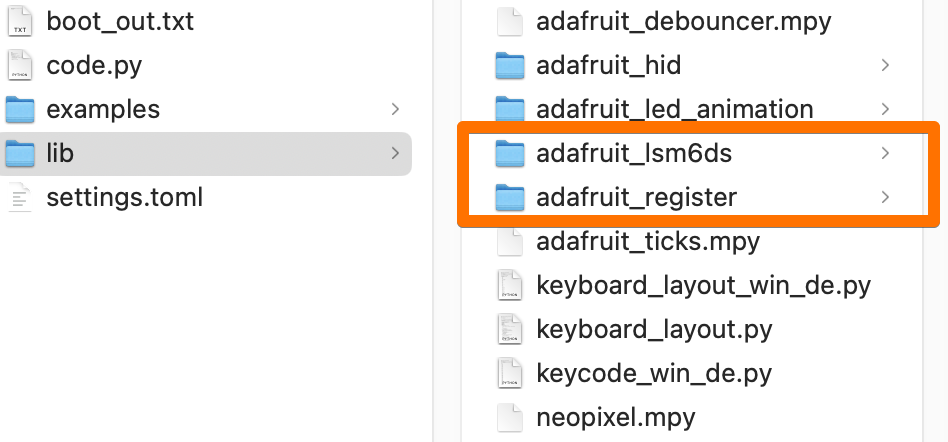 boot_out.txt
code.py
examples
lib
settings.toml
adafruit_debouncer.mpy
adafruit_hid
adafruit_led_animation
adafruit_lsm6ds
adafruit_register
adafruit_ticks.mpy
keyboard_layout_win_de.py
keyboard_layout.py
keycode_win_de.py
neopixel.mpy